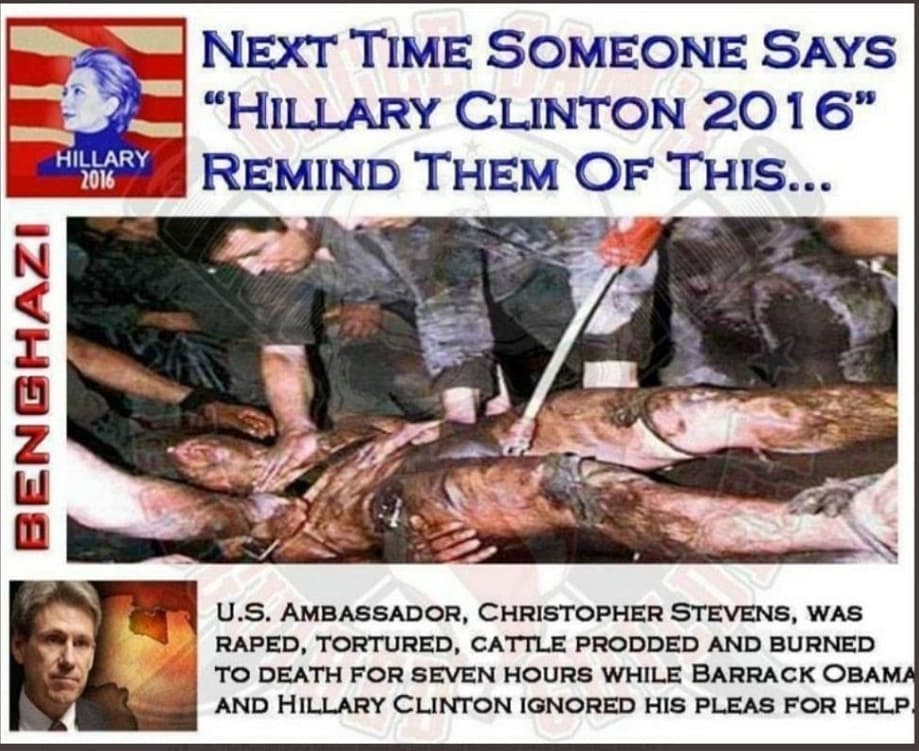 HILLARY
2016
NEXT TIME SOMEONE SAYS
“HILLARY CLINTON 2016”
REMIND THEM OF THIS...
BENGHAZI
U.S. AMBASSADOR, CHRISTOPHER STEVENS, WAS
RAPED, TORTURED, CATTLE PRODDED AND BURNED
TO DEATH FOR SEVEN HOURS WHILE BARRACK OBAMA
AND HILLARY CLINTON IGNORED HIS PLEAS FOR HELP.